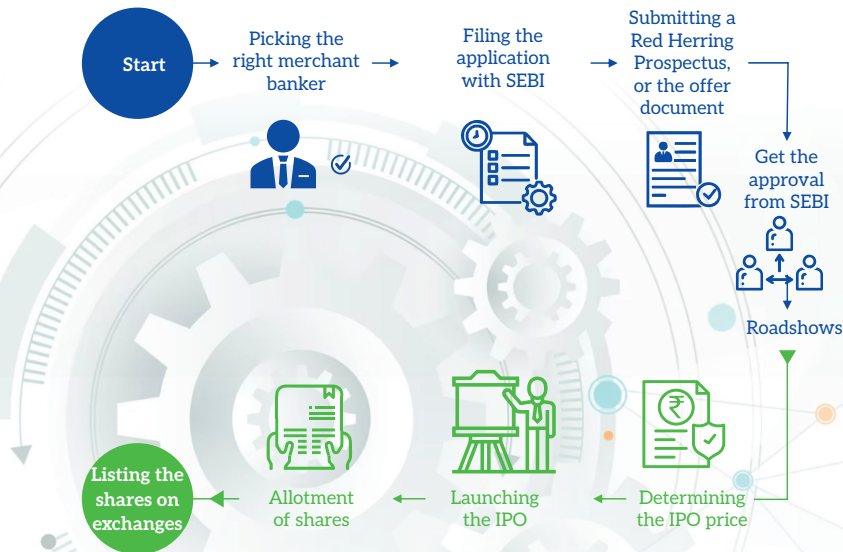 Start
Picking the
right merchant
banker
Filing the
application
with SEBI
Submitting a
Red Herring
Prospectus,
or the offer
document
Get the
approval
from SEBI
Roadshows
₹
Determining
the IPO price
Launching
the IPO
Allotment
of shares
Listing the
shares on
exchanges